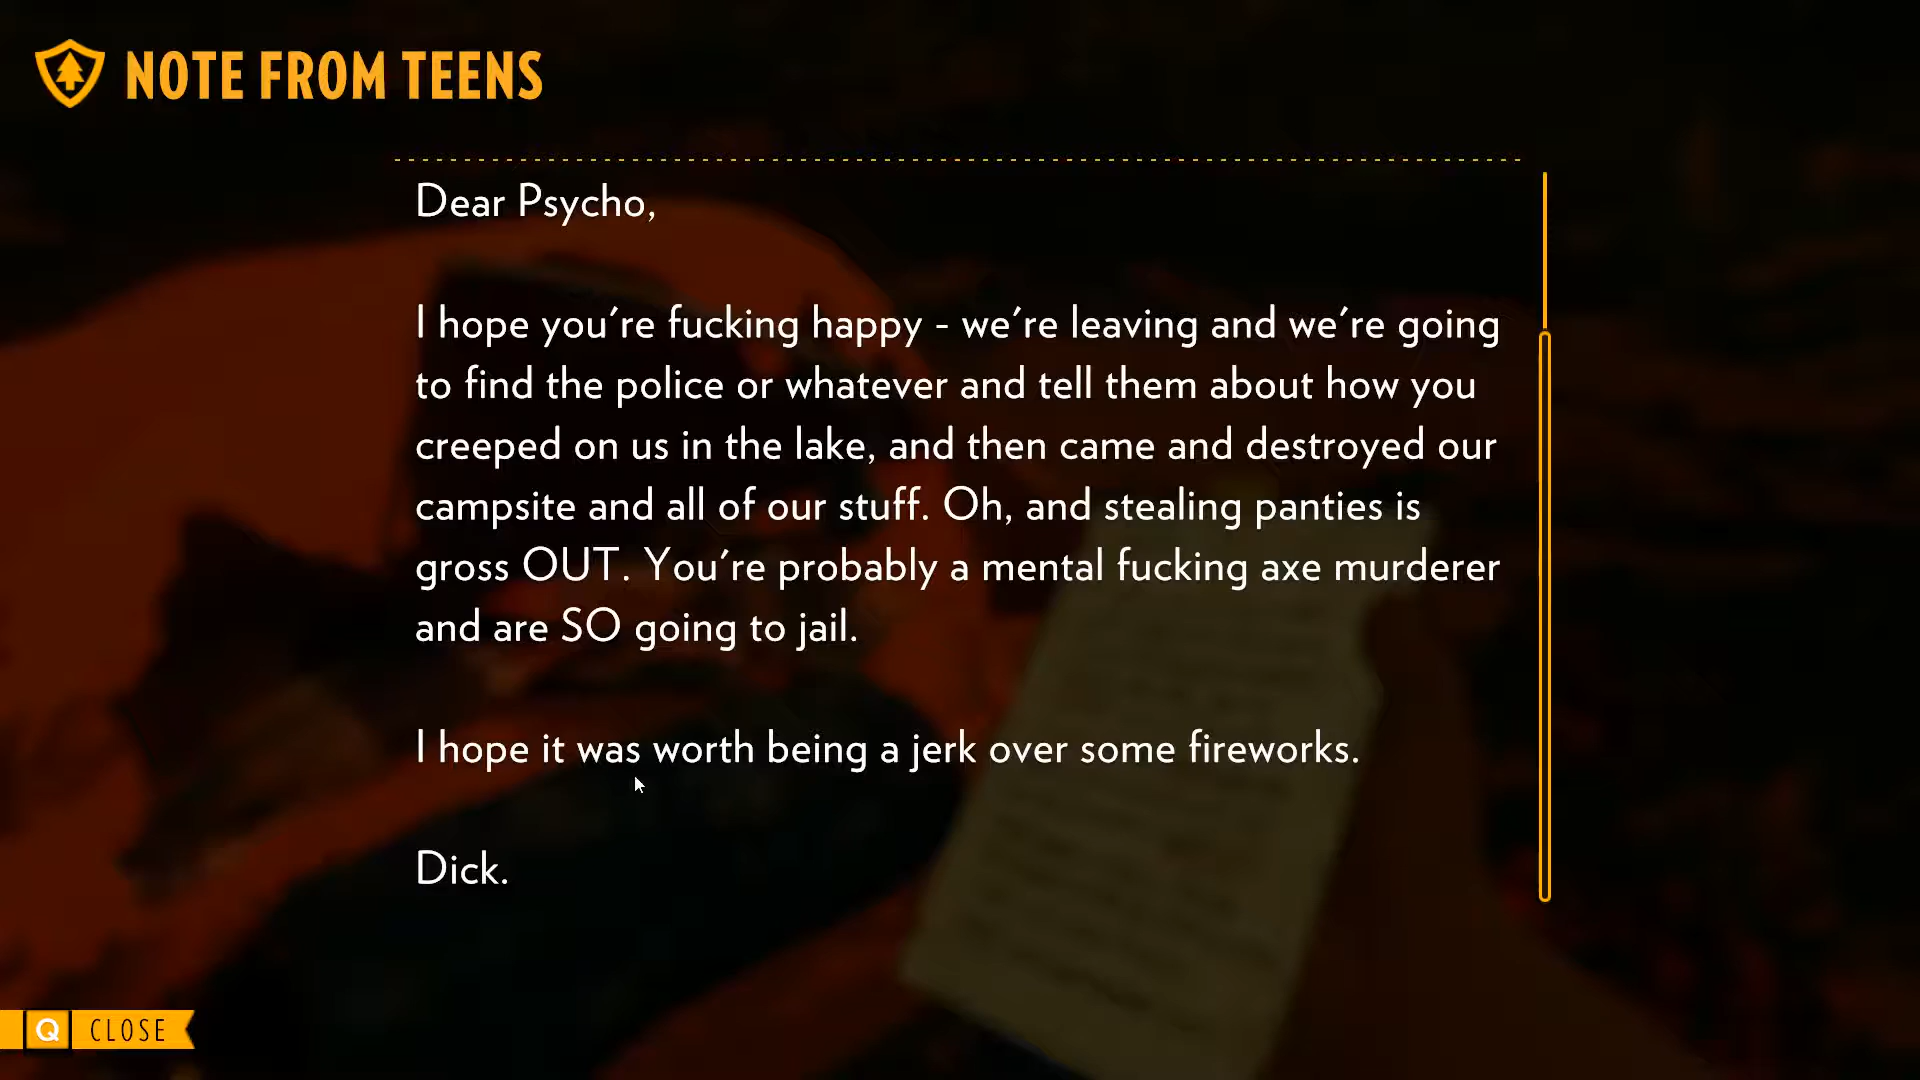 NOTE FROM TEENS
Dear Psycho,
I hope you're fucking happy - we're leaving and we're going
to find the police or whatever and tell them about how you
creeped on us in the lake, and then came and destroyed our
campsite and all of our stuff. Oh, and stealing panties is
gross OUT. You're probably a mental fucking axe murderer
and are SO going to jail.
I hope it was worth being a jerk over some fireworks.
Dick.
Q CLOSE